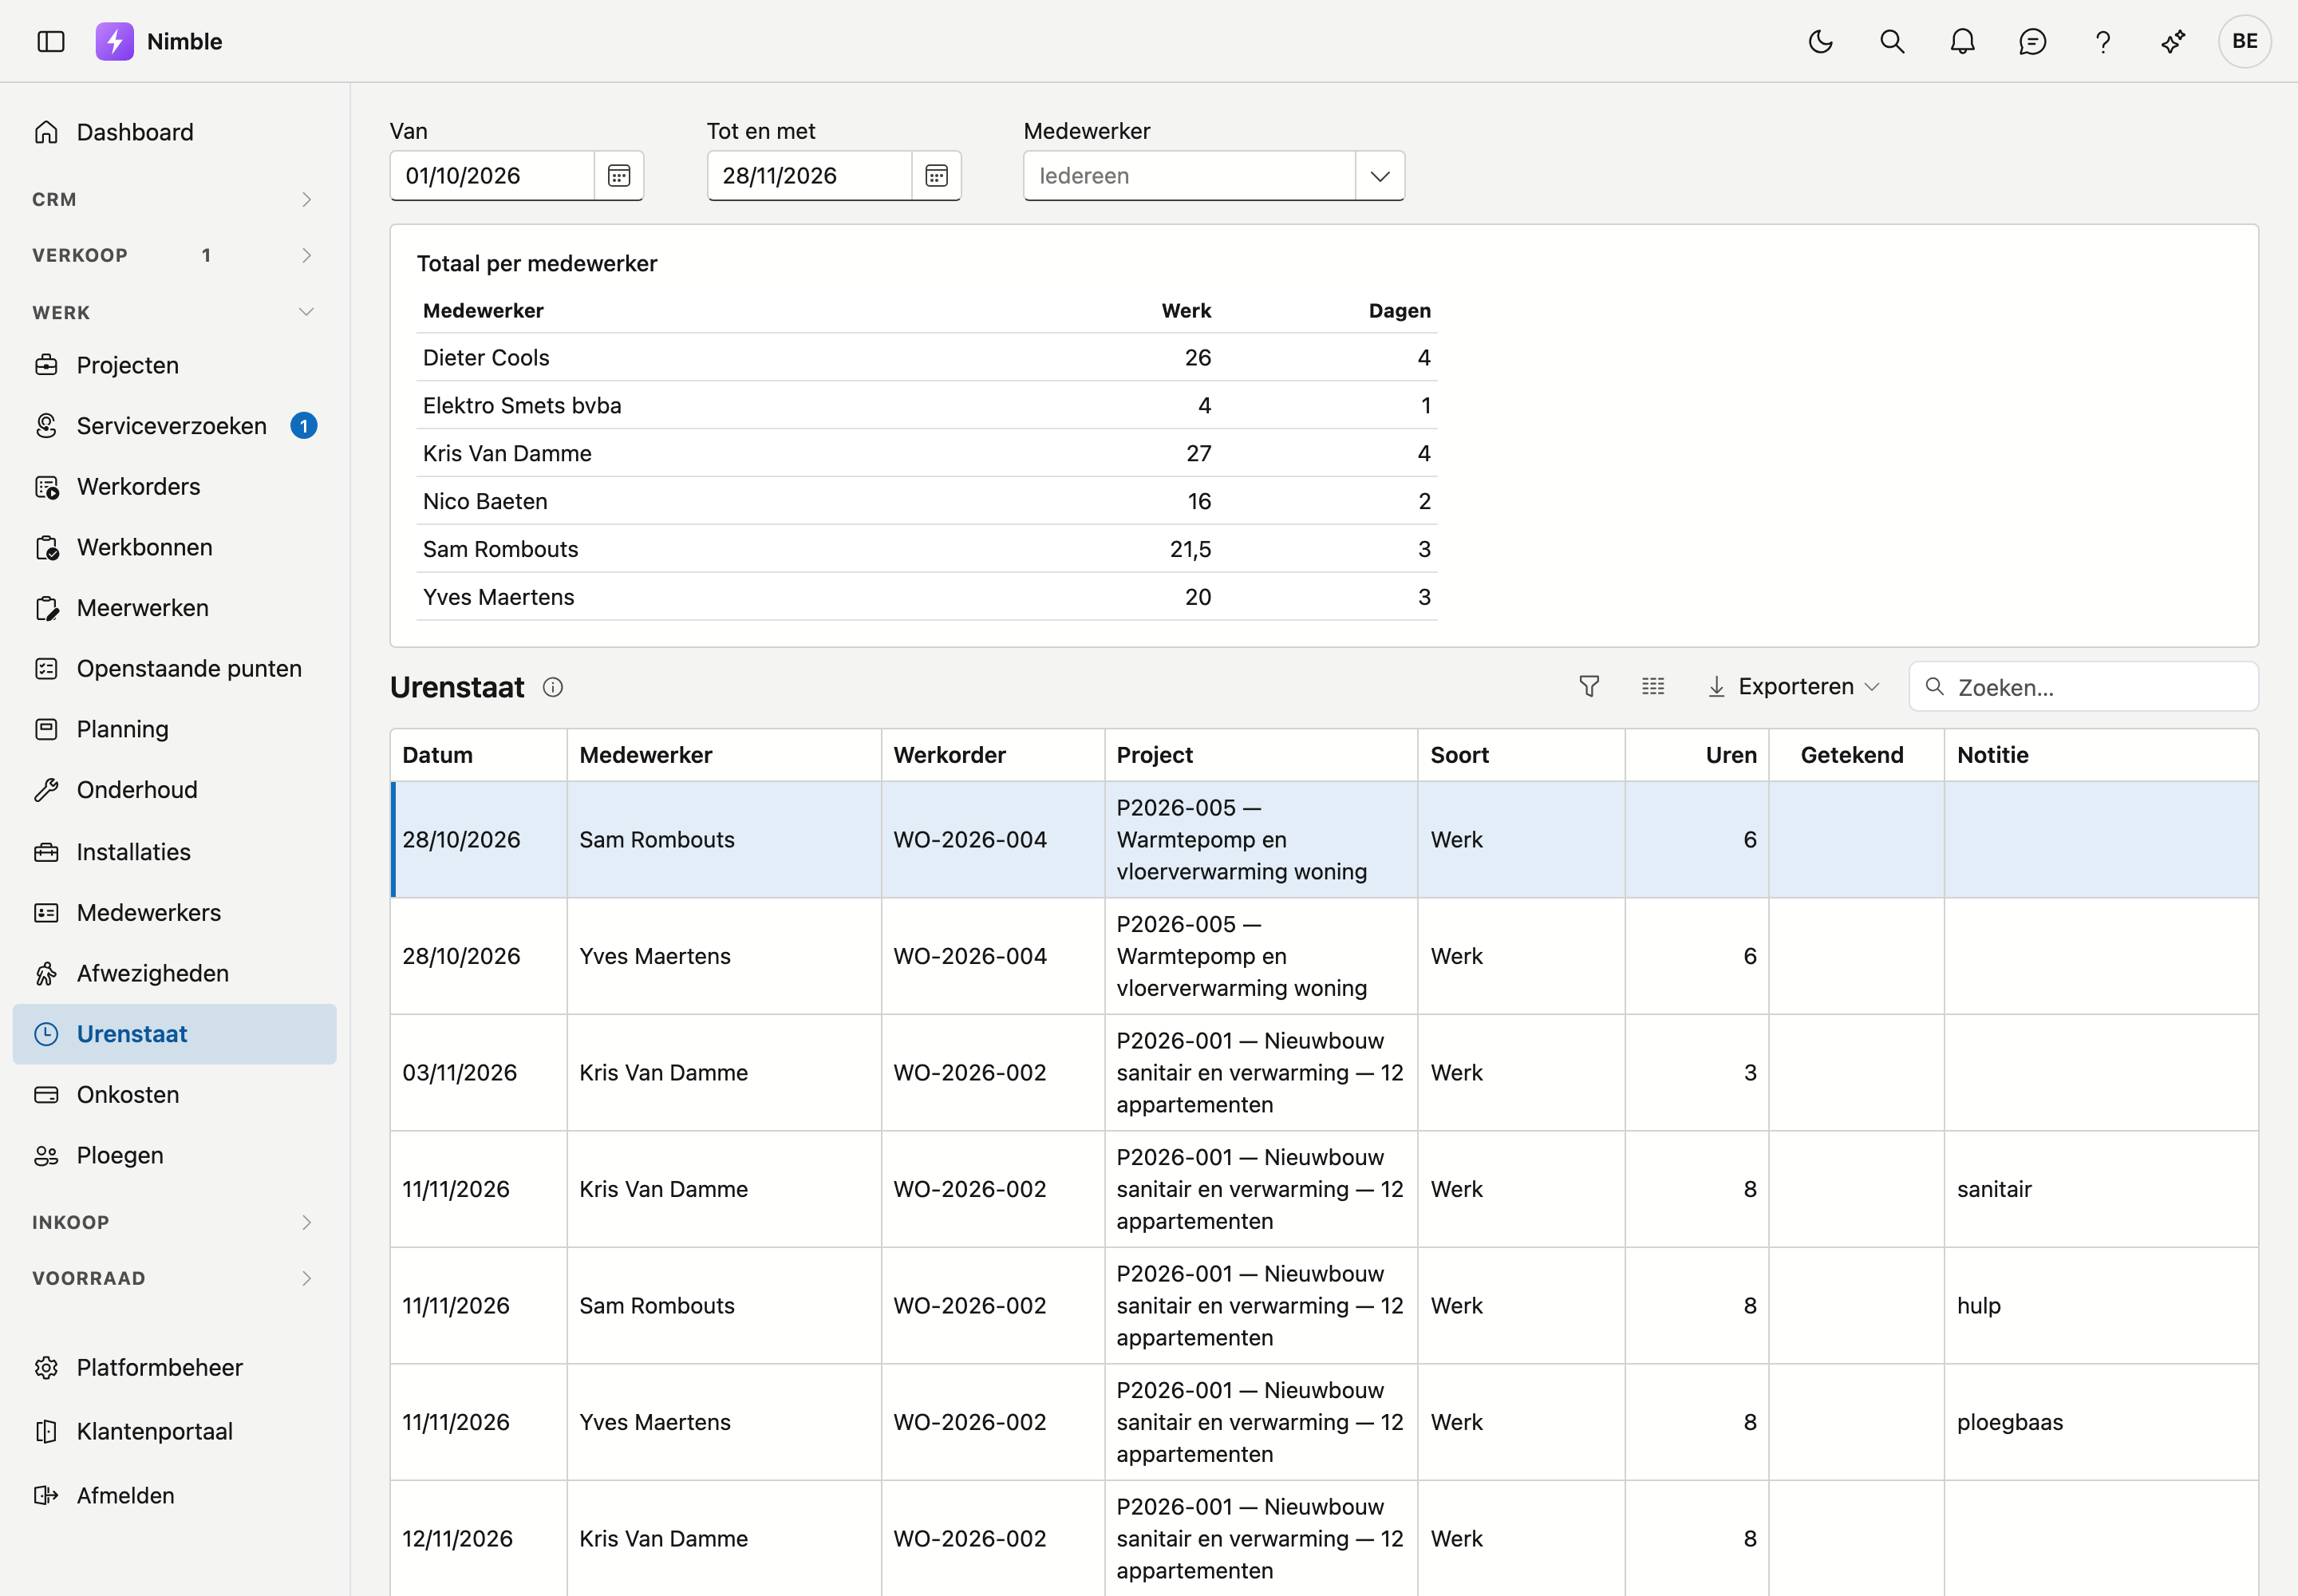 Nimble
BE
Dashboard
CRM
VERKOOP 1
WERK
Projecten
Serviceverzoeken 1
Werkorders
Werkbonnen
Meerwerken
Openstaande punten
Planning
Onderhoud
Installaties
Medewerkers
Afwezigheden
Urenstaat
Onkosten
Ploegen
INKOOP
VOORRAAD
Platformbeheer
Klantenportaal
Afmelden
Van Tot en met Medewerker
01/10/2026 28/11/2026 Iedereen
Totaal per medewerker
Medewerker Werk Dagen
Dieter Cools 26 4
Elektro Smets bvba 4 1
Kris Van Damme 27 4
Nico Baeten 16 2
Sam Rombouts 21,5 3
Yves Maertens 20 3
Urenstaat Exporteren Zoeken...
Datum Medewerker Werkorder Project Soort Uren Getekend Notitie
P2026-005 —
28/10/2026 Sam Rombouts WO-2026-004 Warmtepomp en Werk 6
vloerverwarming woning
P2026-005 —
28/10/2026 Yves Maertens WO-2026-004 Warmtepomp en Werk 6
vloerverwarming woning
P2026-001 — Nieuwbouw
03/11/2026 Kris Van Damme WO-2026-002 sanitair en verwarming — 12 Werk 3
appartementen
P2026-001 — Nieuwbouw
11/11/2026 Kris Van Damme WO-2026-002 sanitair en verwarming — 12 Werk 8 sanitair
appartementen
P2026-001 — Nieuwbouw
11/11/2026 Sam Rombouts WO-2026-002 sanitair en verwarming — 12 Werk 8 hulp
appartementen
P2026-001 — Nieuwbouw
11/11/2026 Yves Maertens WO-2026-002 sanitair en verwarming — 12 Werk 8 ploegbaas
appartementen
P2026-001 — Nieuwbouw
12/11/2026 Kris Van Damme WO-2026-002 sanitair en verwarming — 12 Werk 8
appartementen